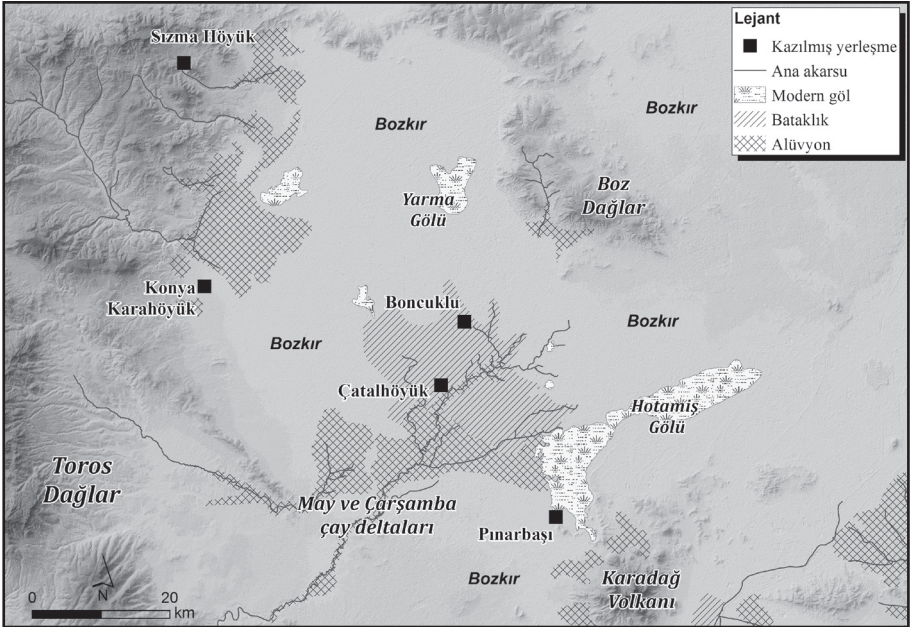 Sızma Höyük
Lejant
Kazılmış yerleşme
Ana akarsu
Modern göl
Bataklık
Alüvyon
Bozkır
Bozkır
Yarma
Gölü
Boz
Dağlar
Konya
Karahöyük
Boncuklu
Bozkır
Bozkır
Çatalhöyük
Hotamiş
Gölü
Toros
Dağlar
May ve Çarşamba
çay deltaları
Pınarbaşı
Bozkır
Karadağ
Volkanı
N
0 20
km